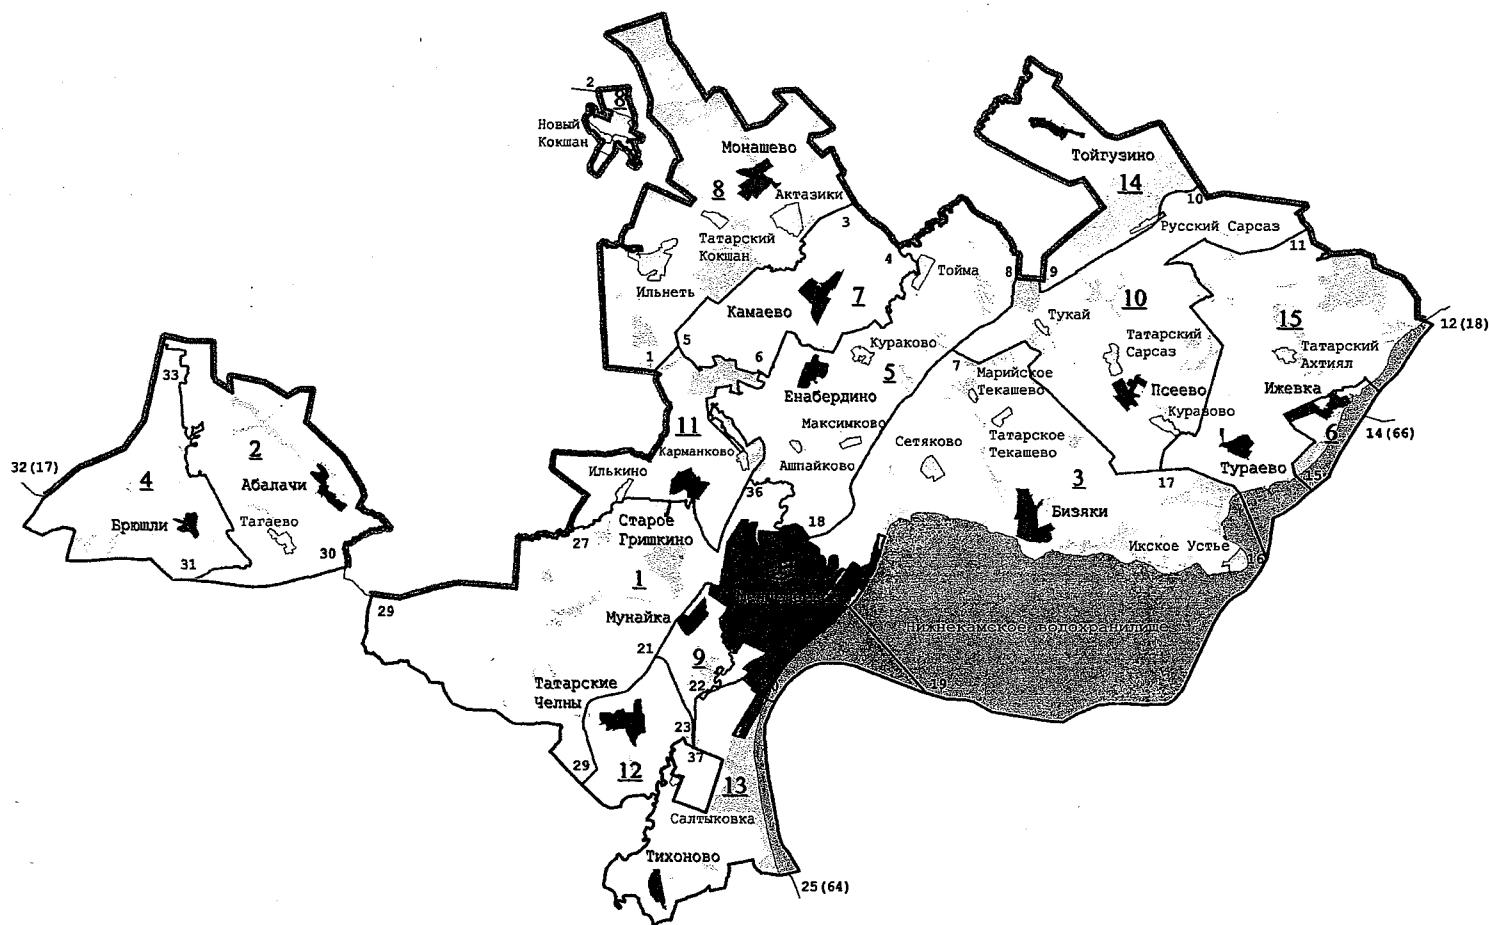 2
8
Новый
Кокшан
Монашево
8
Актазики
3
Татарский
Кокшан
Ильнеть
4
Тойма
7
Камаево
5
1
6
Тойгузино
14
10
Русский Сарсаз
11
8
9
10
Тукай
Татарский
Сарсаз
15
Татарский
Ахтиял
12(18)
Ижевка
Псеево
6
14(66)
Тураево
15
17
Кураково
5
7
Марийское
Текашево
Енабердино
Максимково
Сетяково
Татарское
Текашево
Ашпайково
3
Бизяки
Икское Устье
16
11
Карманково
Илькино
36
18
Старое
Гришкино
27
33
2
4
32(17)
Абалачи
Брюшли
Тагаево
31
30
29
1
Мунайка
21
9
22
Нижнекамское водохранилище
19
Татарские
Челны
23
37
29
12
13
Салтыковка
Тихоново
25(64)